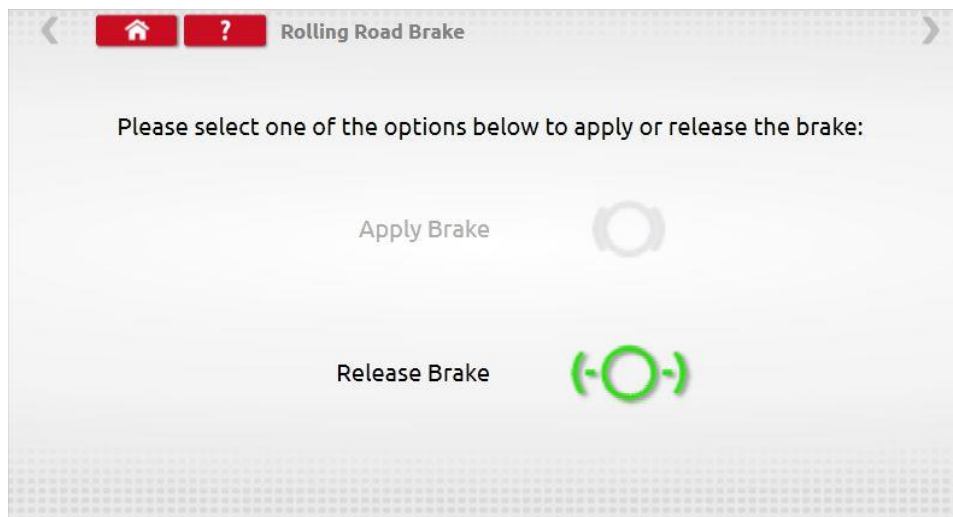 ? Rolling Road Brake
Please select one of the options below to apply or release the brake:
Apply Brake
Release Brake